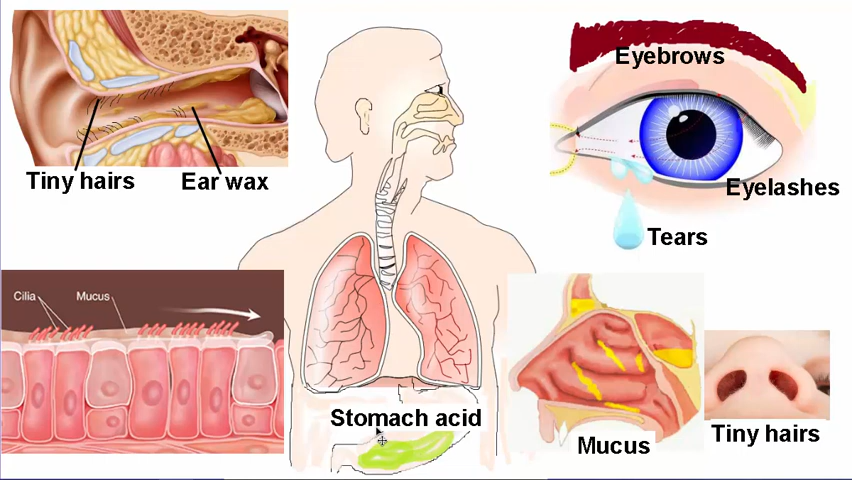 Eyebrows
Tiny hairs
Ear wax
Eyelashes
Tears
Cilia
Mucus
Stomach acid
Mucus
Tiny hairs